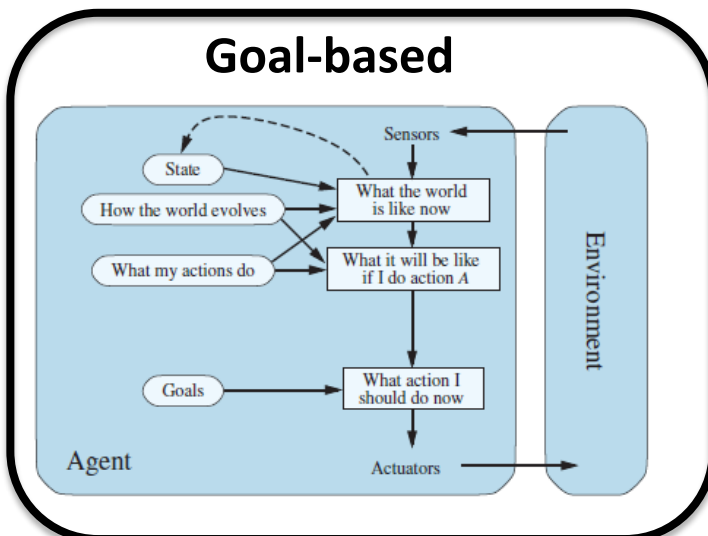 Goal-based
Sensors
State
What the world
is like now
How the world evolves
What it will be like
if I do action A
What my actions do
Environment
Goals
What action I
should do now
Agent
Actuators